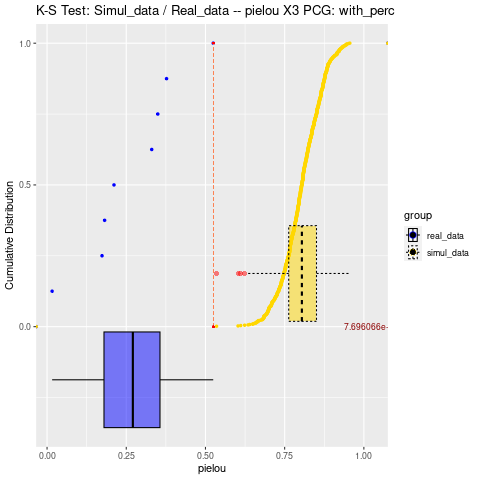 K-S Test: Simul_data / Real_data -- pielou X3 PCG: with_perc
Cumulative Distribution
1.0
0.5
0.0
7.696066e-
0.00 0.25 0.50 0.75 1.00
pielou
group
real_data
simul_data